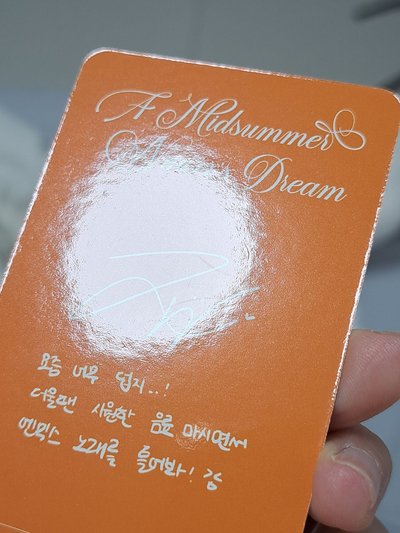 A Midsummer
Dream
요즘 너무 덥지..!
더울땐 시원한 음료 마시면서
엔믹스 노래를 들어봐! 강